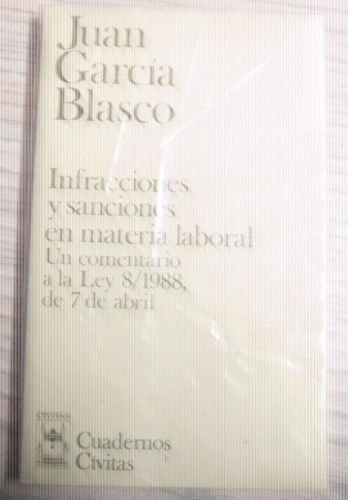 Juan
García
Blasco
Infracciones
y sanciones
en materia laboral
Un comentario
a la Ley 8/1988,
de 7 de abril
CIVITAS
Cuadernos
Civitas